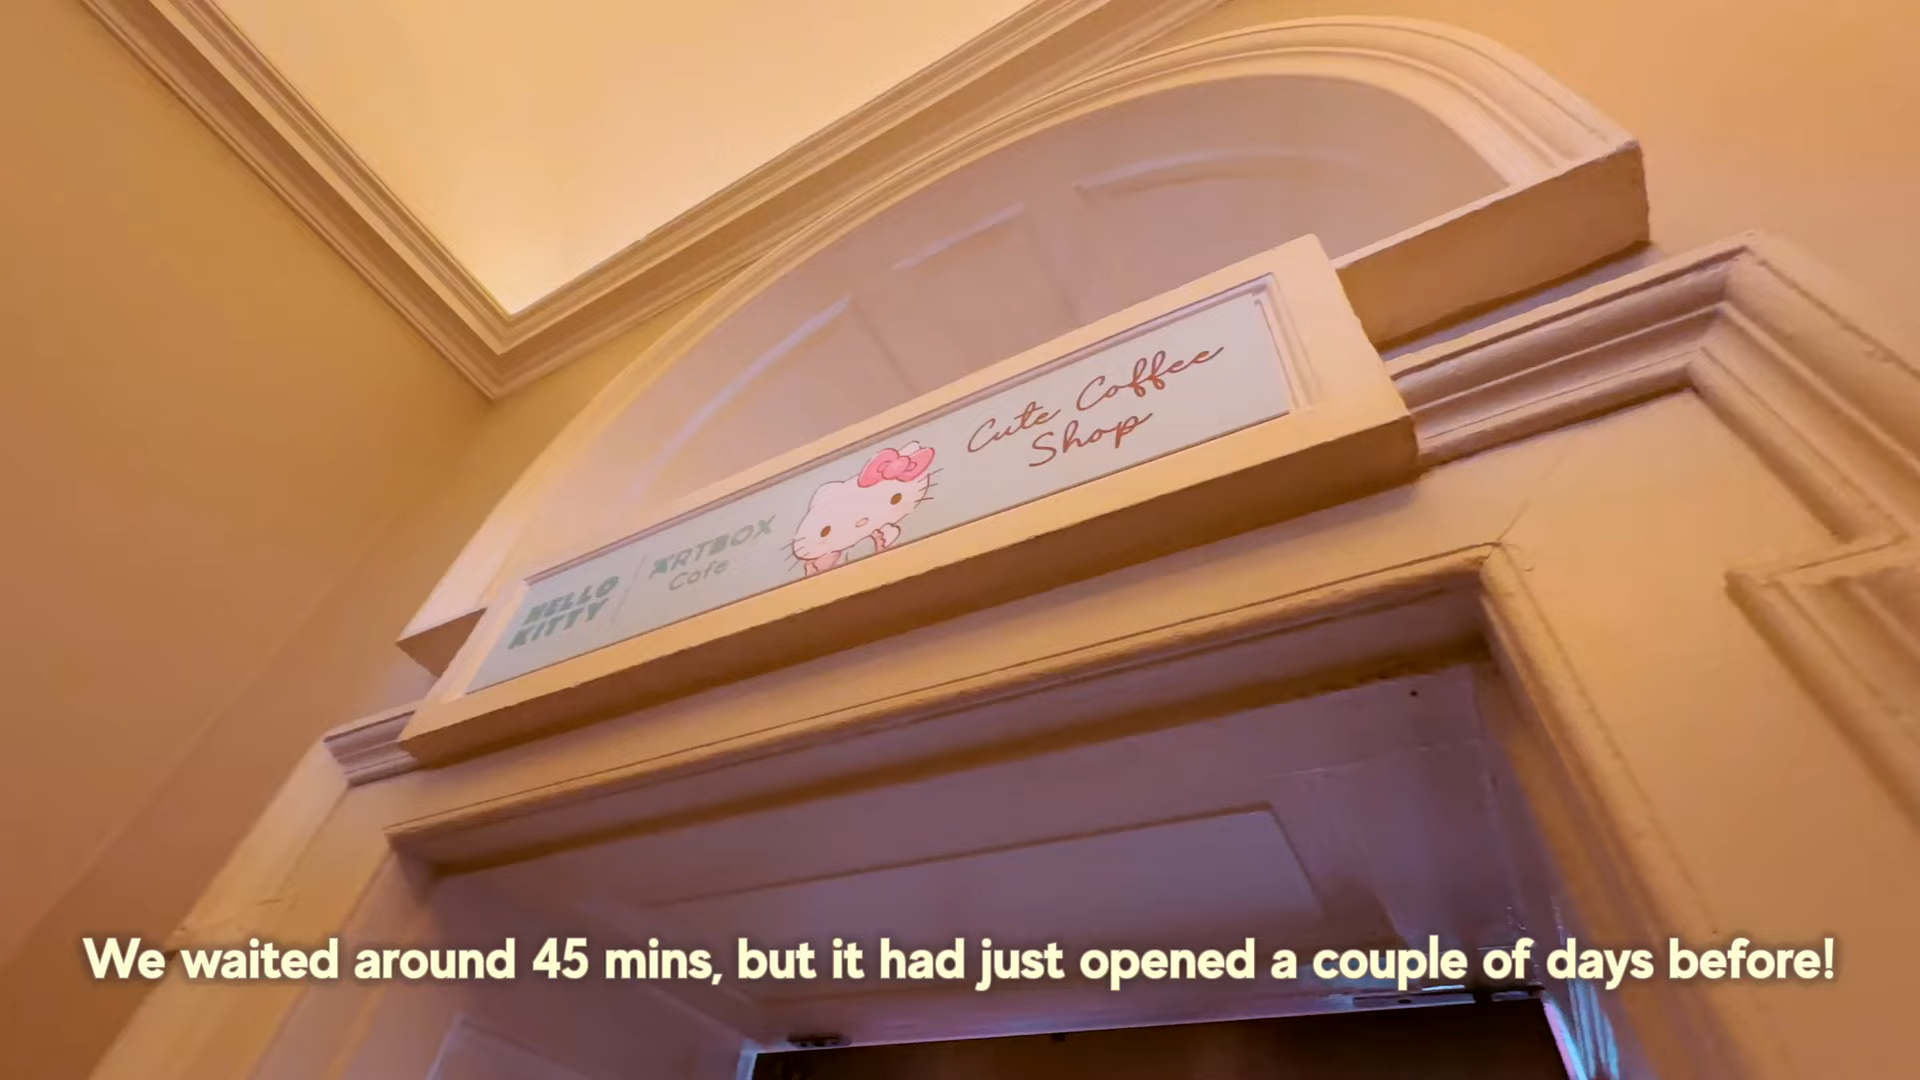 HELLO
KITTY
ARTBOX
Cafe
Cute Coffee
Shop
We waited around 45 mins, but it had just opened a couple of days before!